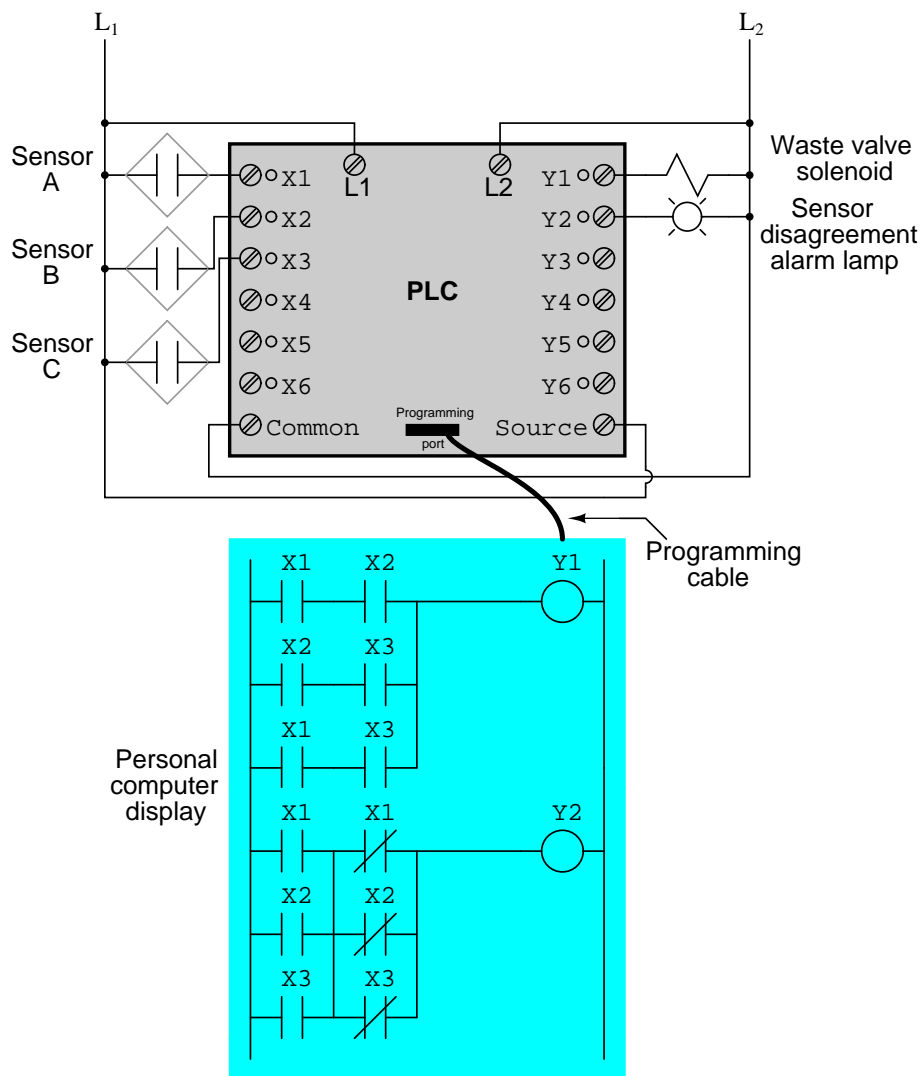 L1
L2
Sensor
A
Sensor
B
Sensor
C
L1
L2
X1
X2
X3
X4
X5
X6
Common
PLC
Programming
port
Y1
Y2
Y3
Y4
Y5
Y6
Source
Waste valve
solenoid
Sensor
disagreement
alarm lamp
Programming
cable
Personal
computer
display
X1 X2 Y1
X2 X3
X1 X3
X1 X1 Y2
X2 X2
X3 X3